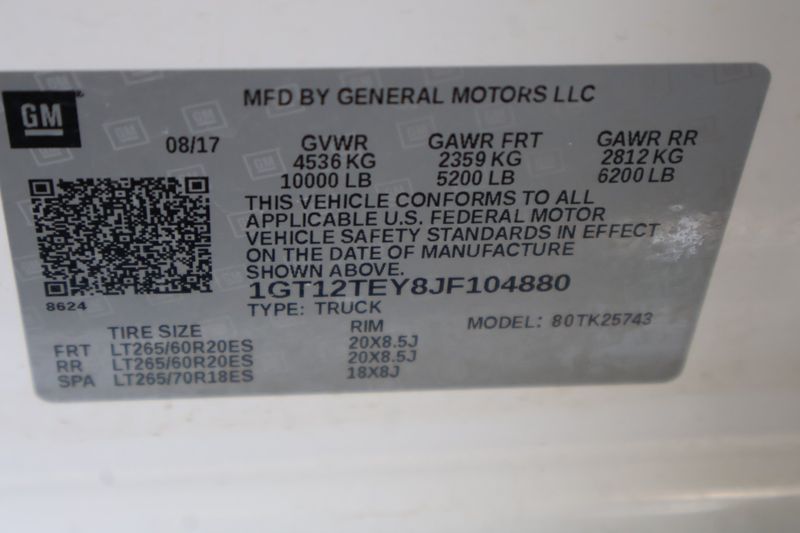 GM
MFD BY GENERAL MOTORS LLC
08/17 GVWR GAWR FRT GAWR RR
4536 KG 2359 KG 2812 KG
10000 LB 5200 LB 6200 LB
THIS VEHICLE CONFORMS TO ALL
APPLICABLE U.S. FEDERAL MOTOR
VEHICLE SAFETY STANDARDS IN EFFECT
ON THE DATE OF MANUFACTURE
SHOWN ABOVE.
1GT12TEY8JF104880
8624
TYPE: TRUCK MODEL: 80TK25743
TIRE SIZE RIM
FRT LT265/60R20ES 20X8.5J
RR LT265/60R20ES 20X8.5J
SPA LT265/70R18ES 18X8J